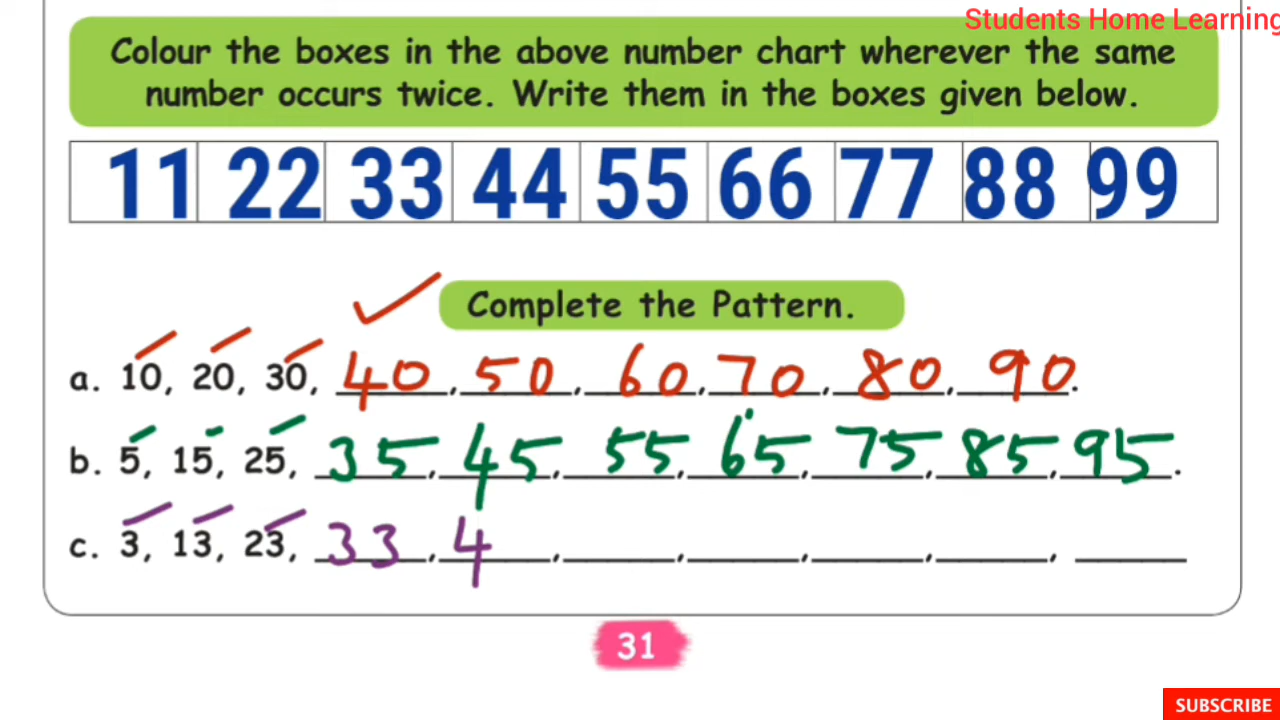 Students Home Learning
Colour the boxes in the above number chart wherever the same
number occurs twice. Write them in the boxes given below.
11 22 33 44 55 66 77 88 99
Complete the Pattern.
a. 10, 20, 30, 40, 50, 60, 70, 80, 90.
b. 5, 15, 25, 35, 45, 55, 65, 75, 85, 95.
c. 3, 13, 23, 33, 4
31
SUBSCRIBE